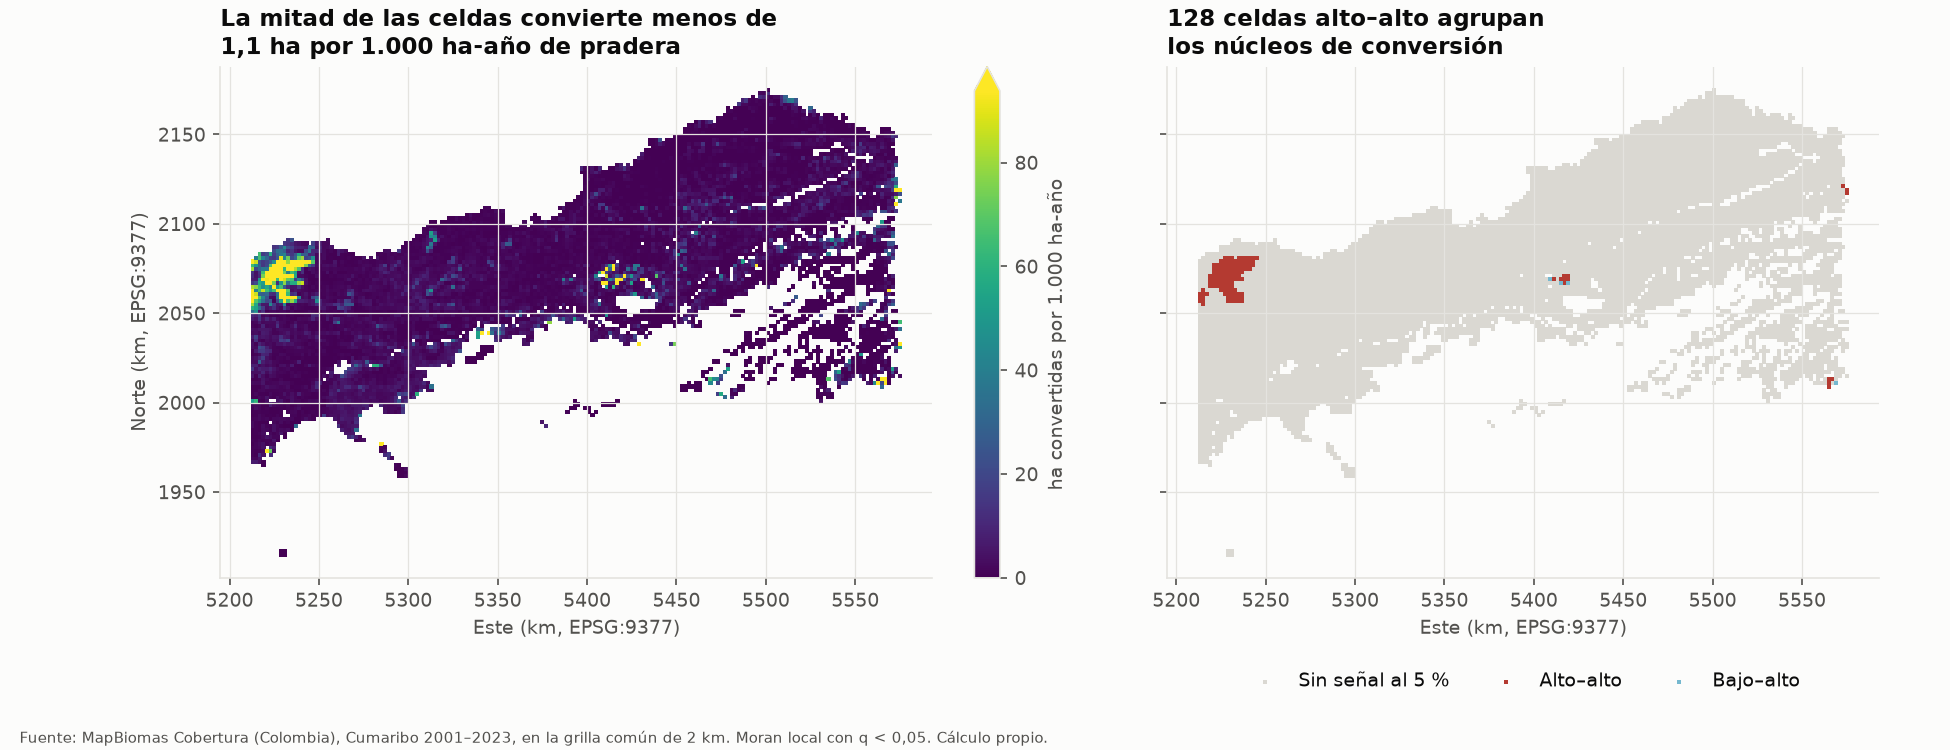 La mitad de las celdas convierte menos de
1,1 ha por 1.000 ha-año de pradera
128 celdas alto–alto agrupan
los núcleos de conversión
Norte (km, EPSG:9377)
2150
2100
2050
2000
1950
5200 5250 5300 5350 5400 5450 5500 5550
Este (km, EPSG:9377)
80
60
40
20
0
ha convertidas por 1.000 ha-año
5200 5250 5300 5350 5400 5450 5500 5550
Este (km, EPSG:9377)
Sin señal al 5 % Alto–alto Bajo–alto
Fuente: MapBiomas Cobertura (Colombia), Cumaribo 2001–2023, en la grilla común de 2 km. Moran local con q < 0,05. Cálculo propio.